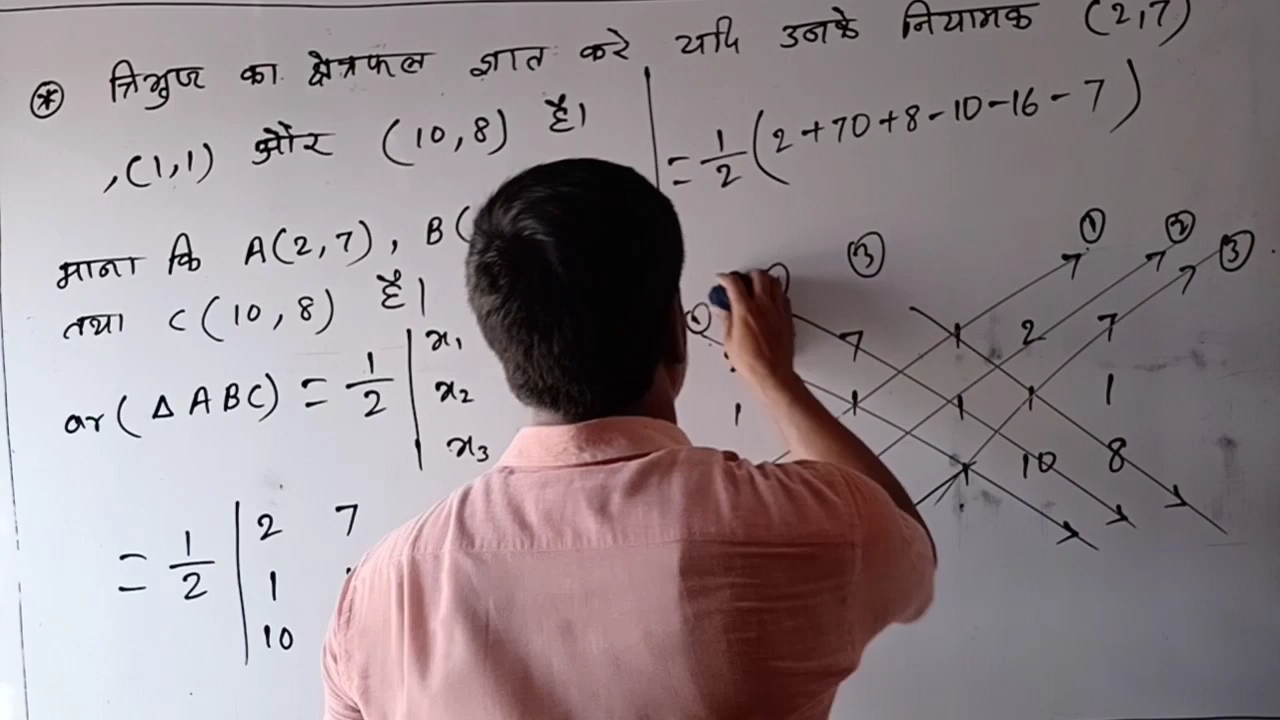 * त्रिभुज का क्षेत्रफल ज्ञात करे यदि उनके नियामक (2,7)
,(1,1) और (10,8) है।
माना कि A(2,7), B(
तथा C(10,8) है।
ar(ΔABC) = 1/2 | x₁
x₂
x₃
= 1/2 | 2 7
1
10
= 1/2 (2+70+8-10-16-7)
① ③ ① ② ③
7 1 2 7
1 1 1 1 1
1 10 8